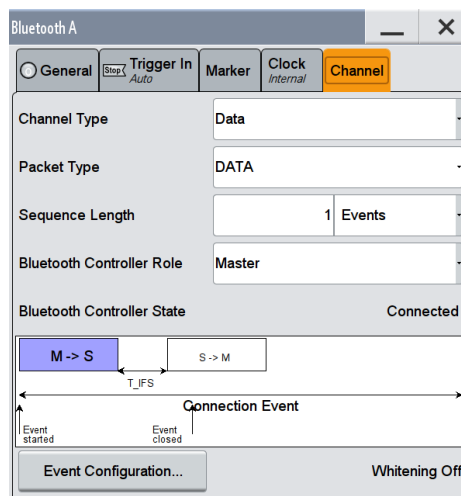 Bluetooth A
General
Stop
Trigger In
Auto
Marker
Clock
Internal
Channel
Channel Type Data
Packet Type DATA
Sequence Length 1 Events
Bluetooth Controller Role Master
Bluetooth Controller State Connected
M -> S S -> M
T_IFS
Connection Event
Event started
Event closed
Event Configuration... Whitening Off